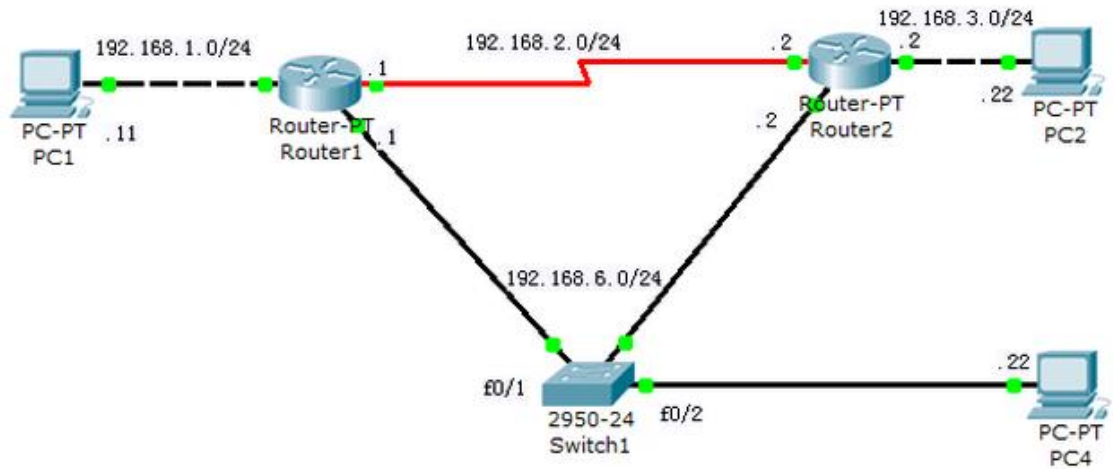 192.168.1.0/24
192.168.2.0/24
192.168.3.0/24
.1
.2
.2
.11
PC-PT
PC1
Router-PT
Router1
.1
Router-PT
Router2
.2
.22
PC-PT
PC2
192.168.6.0/24
f0/1
2950-24
Switch1
f0/2
.22
PC-PT
PC4